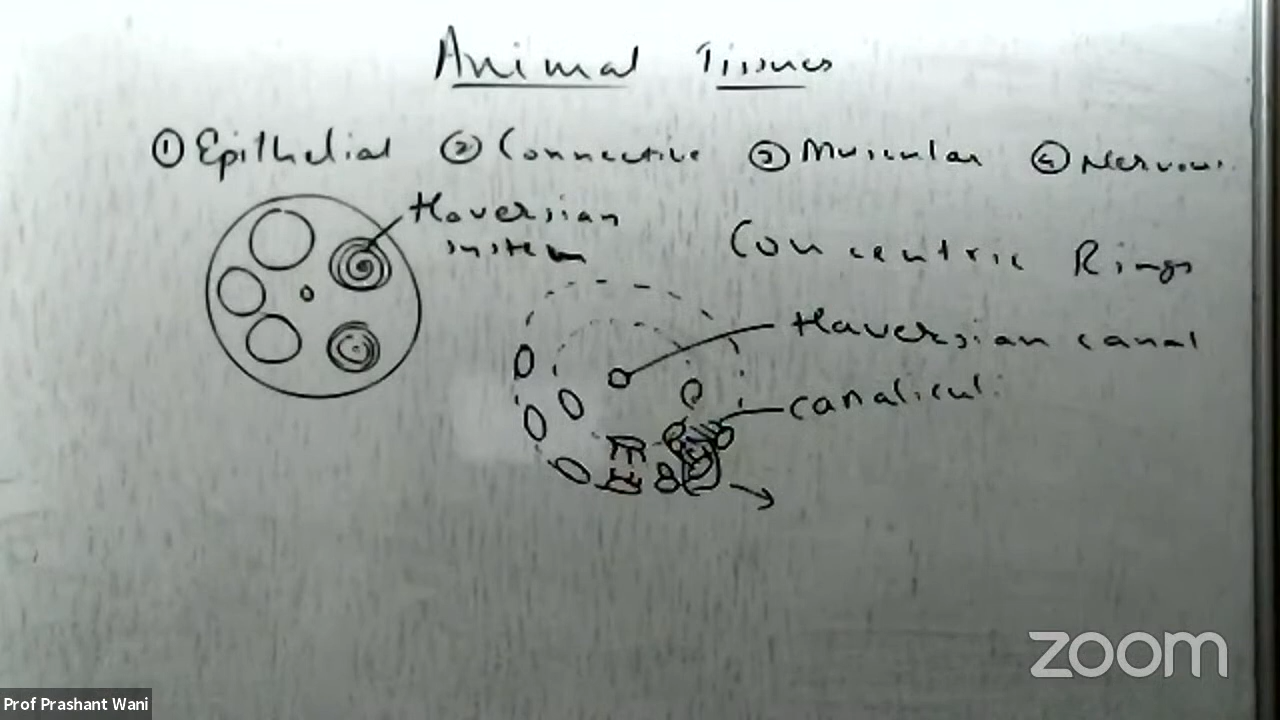 Animal Tissues
① Epithelial ② Connective ③ Muscular ④ Nervous
Haversian
system
Concentric Rings
Haversian canal
canaliculi
zoom
Prof Prashant Wani